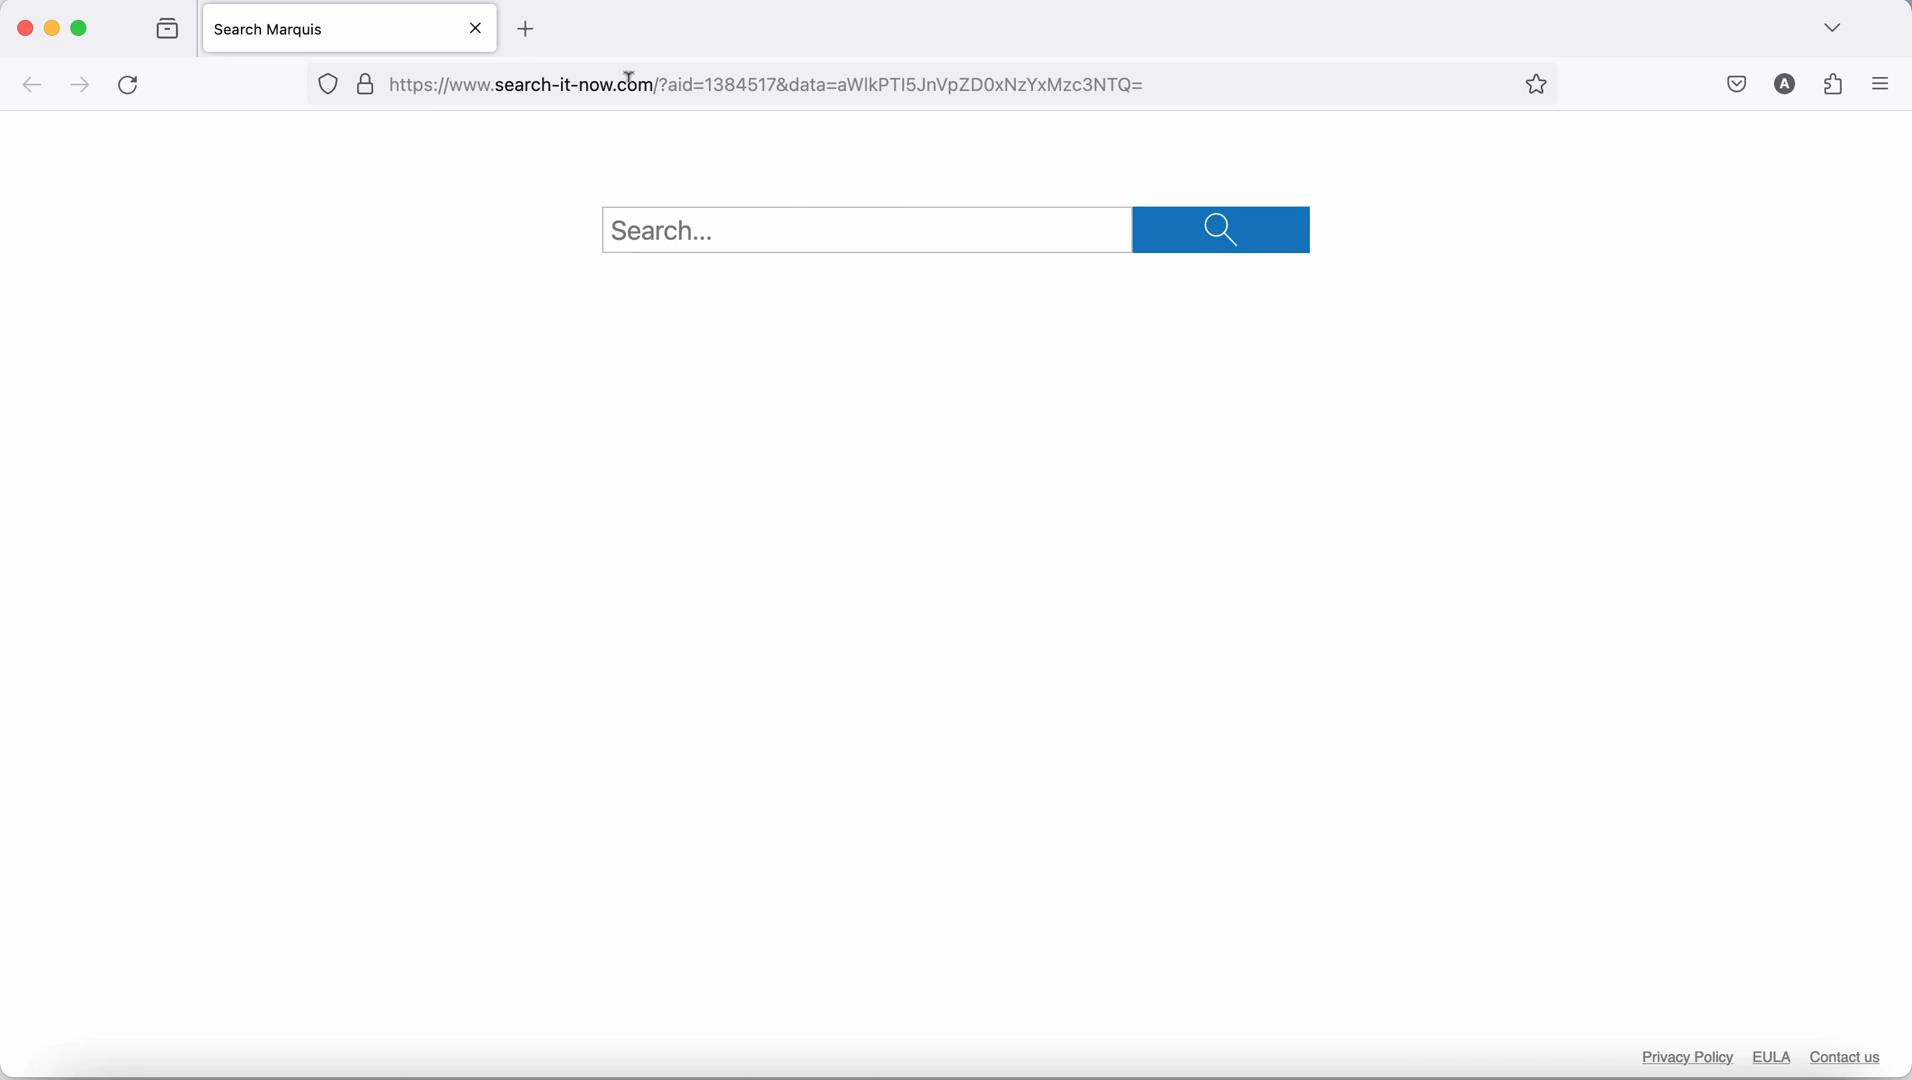 Search Marquis
https://www.search-it-now.com/?aid=1384517&data=aWlkPTI5JnVpZD0xNzYxMzc3NTQ=
A
Search...
Privacy Policy EULA Contact us